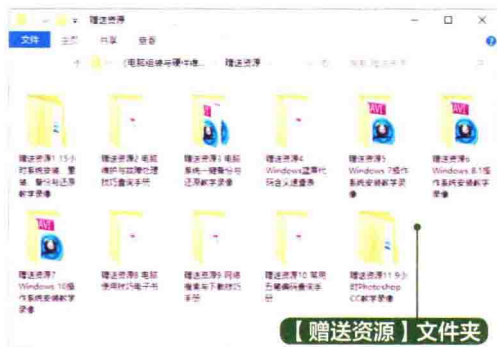 赠送资源
文件 主页 共享 查看
《电脑组装与硬件维... 赠送资源
赠送资源1 15小
时系统安装、重
装、备份与还原
教学录像
赠送资源2 电脑
维护与故障处理
技巧查询手册
赠送资源3 电脑
系统一键备份与
还原教学录像
赠送资源4
Windows蓝屏代
码含义速查表
赠送资源5
Windows 7操作
系统安装教学录
像
赠送资源6
Windows 8.1操
作系统安装教学
录像
赠送资源7
Windows 10操
作系统安装教学
录像
赠送资源8 电脑
使用技巧电子书
赠送资源9 网络
搜索与下载技巧
手册
赠送资源10 常用
五笔编码查询手
册
赠送资源11 9小
时Photoshop
CC教学录像
【赠送资源】文件夹